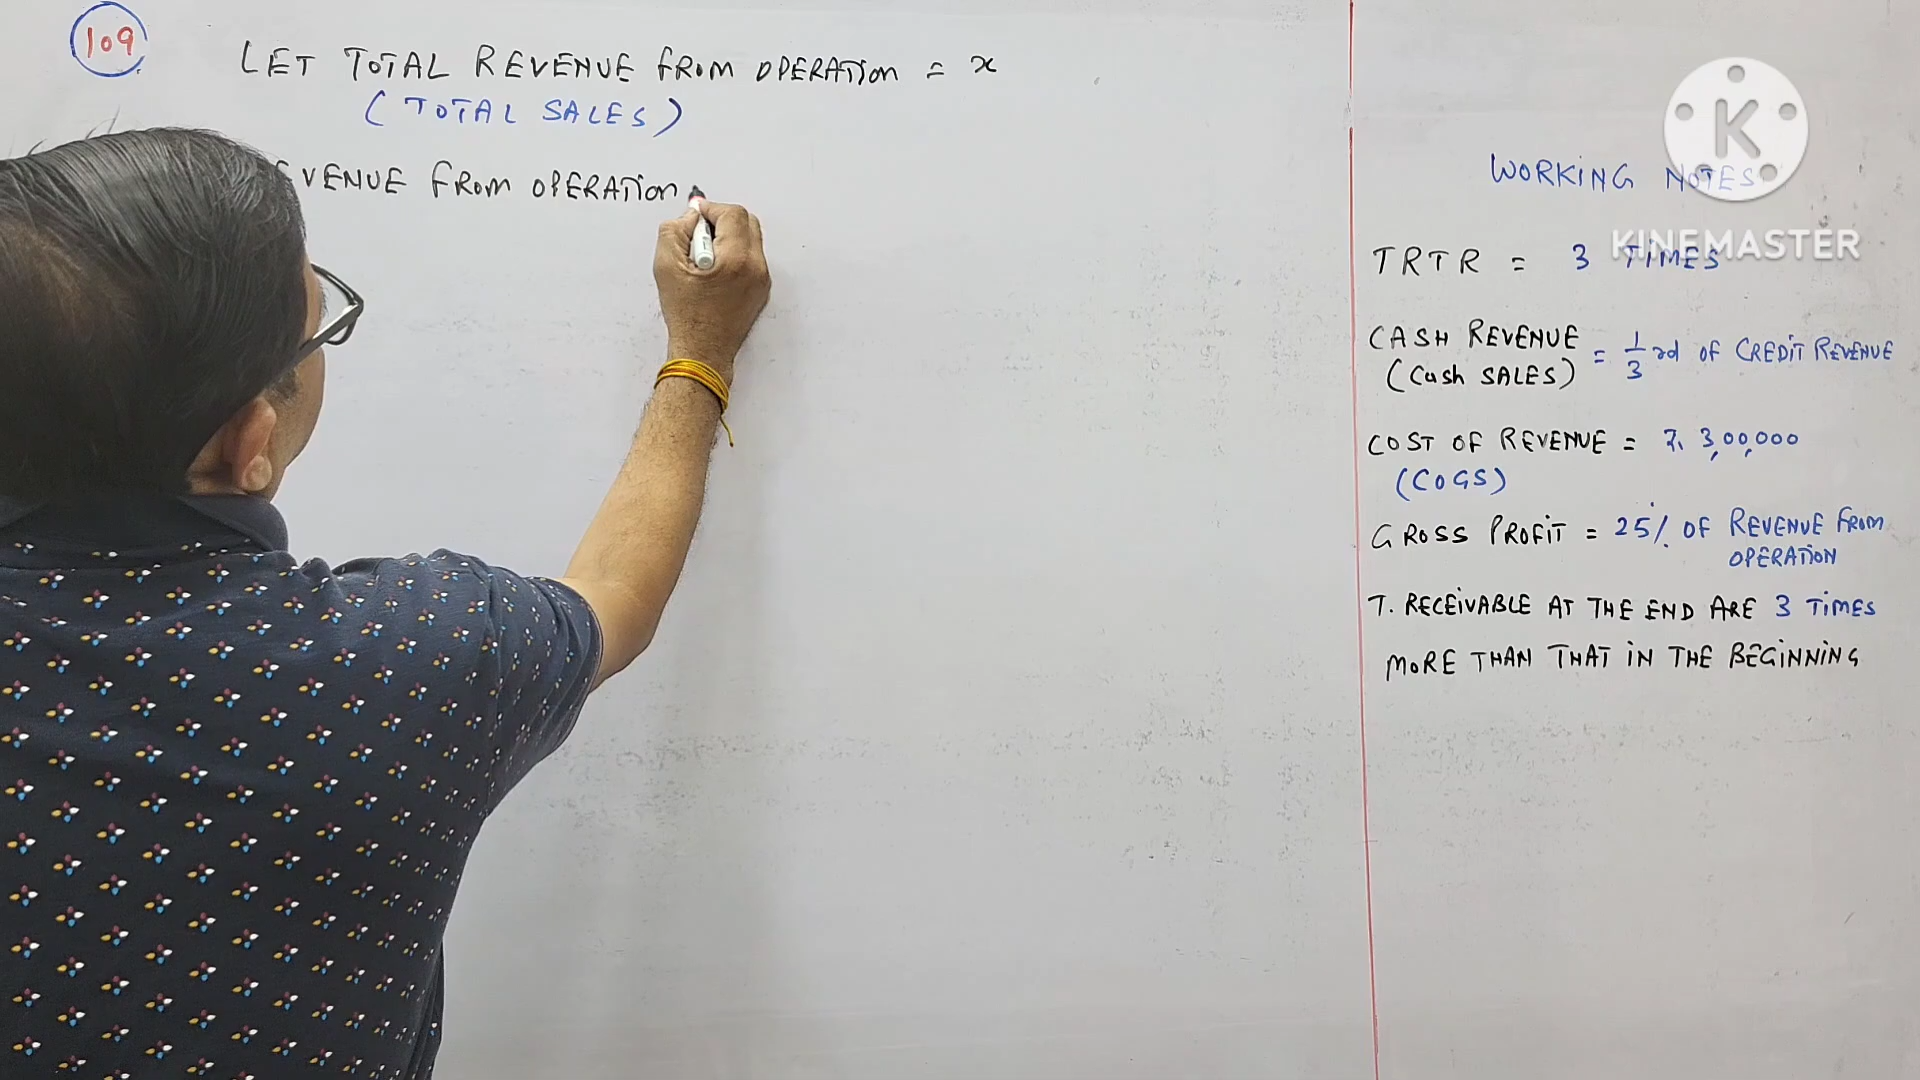 109
LET TOTAL REVENUE FROM OPERATION = x
(TOTAL SALES)
EVENUE FROM OPERATION
WORKING NOTES
K
KINEMASTER
TRTR = 3 TIMES
CASH REVENUE
(Cash SALES) = 1/3 rd OF CREDIT REVENUE
COST OF REVENUE = ₹. 3,00,000
(COGS)
GROSS PROFIT = 25% OF REVENUE FROM
OPERATION
T. RECEIVABLE AT THE END ARE 3 TIMES
MORE THAN THAT IN THE BEGINNING